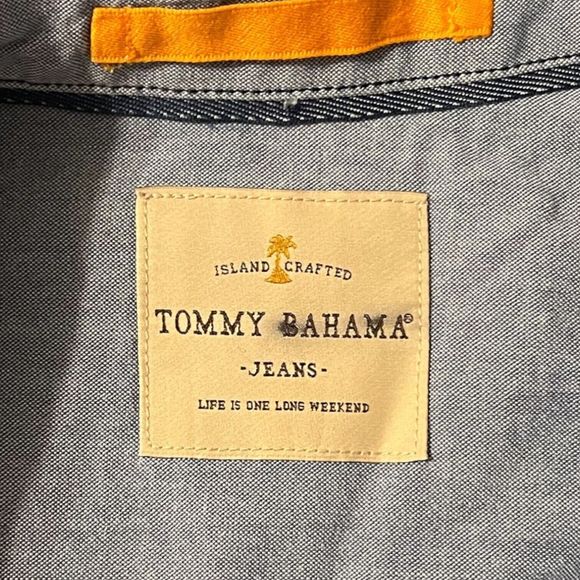 ISLAND CRAFTED
TOMMY BAHAMA®
-JEANS-
LIFE IS ONE LONG WEEKEND